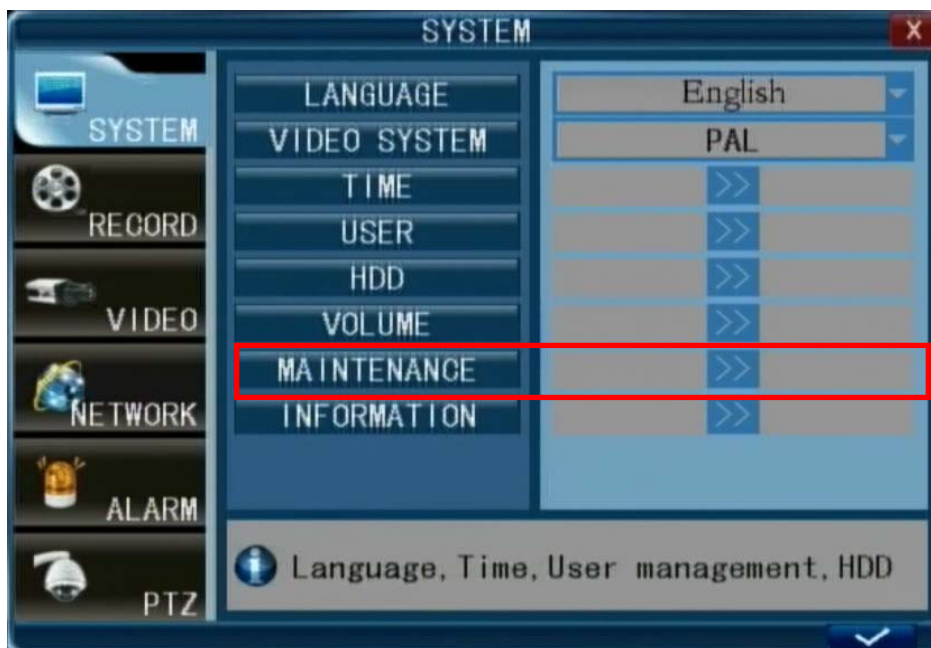 SYSTEM
X
SYSTEM
RECORD
VIDEO
NETWORK
ALARM
PTZ
LANGUAGE English
VIDEO SYSTEM PAL
TIME >>
USER >>
HDD >>
VOLUME >>
MAINTENANCE >>
INFORMATION >>
Language, Time, User management, HDD